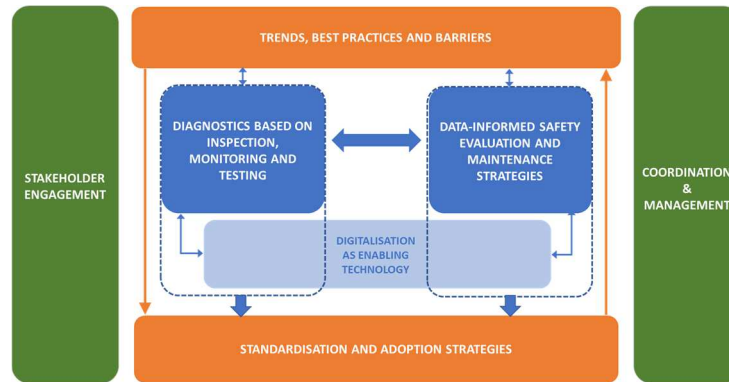 TRENDS, BEST PRACTICES AND BARRIERS
STAKEHOLDER
ENGAGEMENT
DIAGNOSTICS BASED ON
INSPECTION,
MONITORING AND
TESTING
DATA-INFORMED SAFETY
EVALUATION AND
MAINTENANCE
STRATEGIES
COORDINATION
&
MANAGEMENT
DIGITALISATION
AS ENABLING
TECHNOLOGY
STANDARDISATION AND ADOPTION STRATEGIES